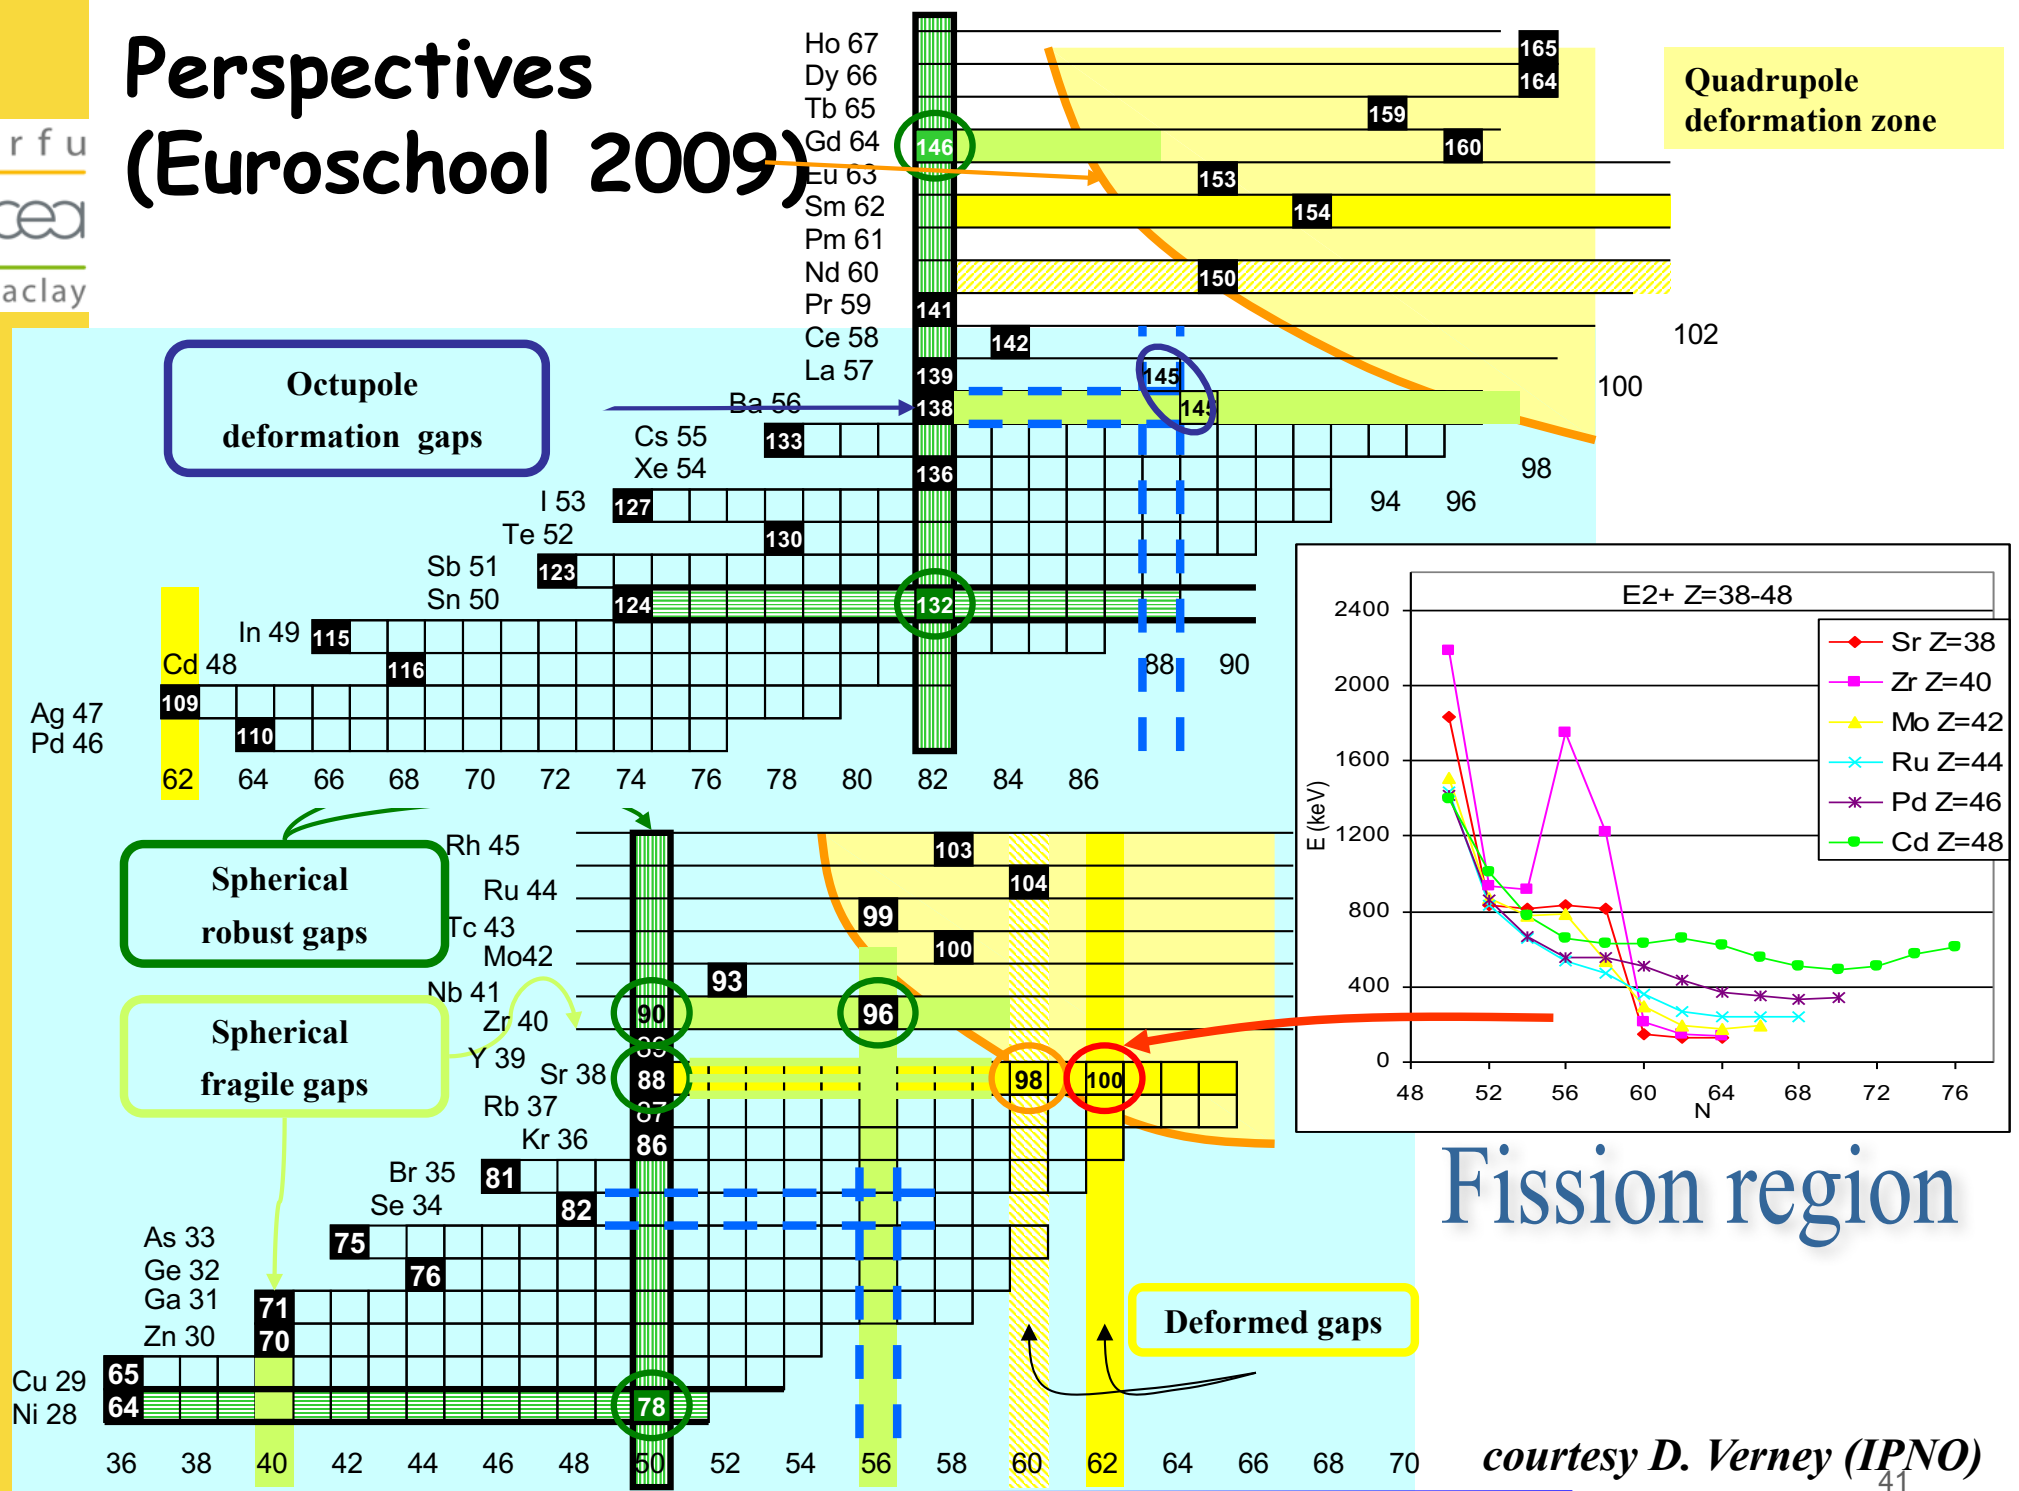 Perspectives
(Euroschool 2009)
r f u
cea
aclay
Quadrupole
deformation zone
Ho 67
165
Dy 66
164
Tb 65
159
Gd 64
146
160
Eu 63
153
Sm 62
154
Pm 61
Nd 60
150
Pr 59
141
Ce 58
142
102
La 57
139
145
100
Ba 56
138
145
Octupole
deformation gaps
Cs 55
133
Xe 54
136
98
I 53
127
94 96
Te 52
130
Sb 51
123
Sn 50
124
132
In 49
115
Cd 48
116
88 90
109
Ag 47
Pd 46
110
62 64 66 68 70 72 74 76 78 80 82 84 86
E2+ Z=38-48
2400
2000
1600
1200
800
400
0
E (keV)
48 52 56 60 64 68 72 76
N
Sr Z=38
Zr Z=40
Mo Z=42
Ru Z=44
Pd Z=46
Cd Z=48
Spherical
robust gaps
Spherical
fragile gaps
Rh 45
103
Ru 44
104
Tc 43
99
Mo42
100
Nb 41
93
Zr 40
90
96
Y 39
89
Sr 38
88
98
100
Rb 37
87
Kr 36
86
Br 35
81
Se 34
82
As 33
75
Ge 32
76
Ga 31
71
Zn 30
70
Cu 29
65
Ni 28
64
78
36 38 40 42 44 46 48 50 52 54 56 58 60 62 64 66 68 70
Fission region
Deformed gaps
courtesy D. Verney (IPNO)
41